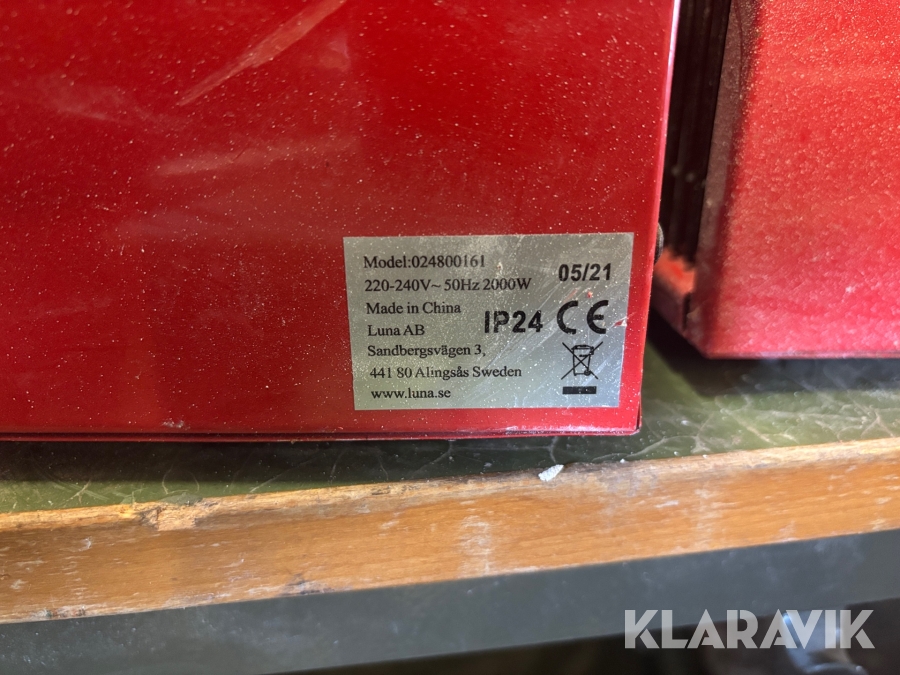 Model:024800161
05/21
220-240V~ 50Hz 2000W
Made in China
Luna AB
IP24 CE
Sandbergsvägen 3,
441 80 Alingsås Sweden
www.luna.se
KLARAVIK